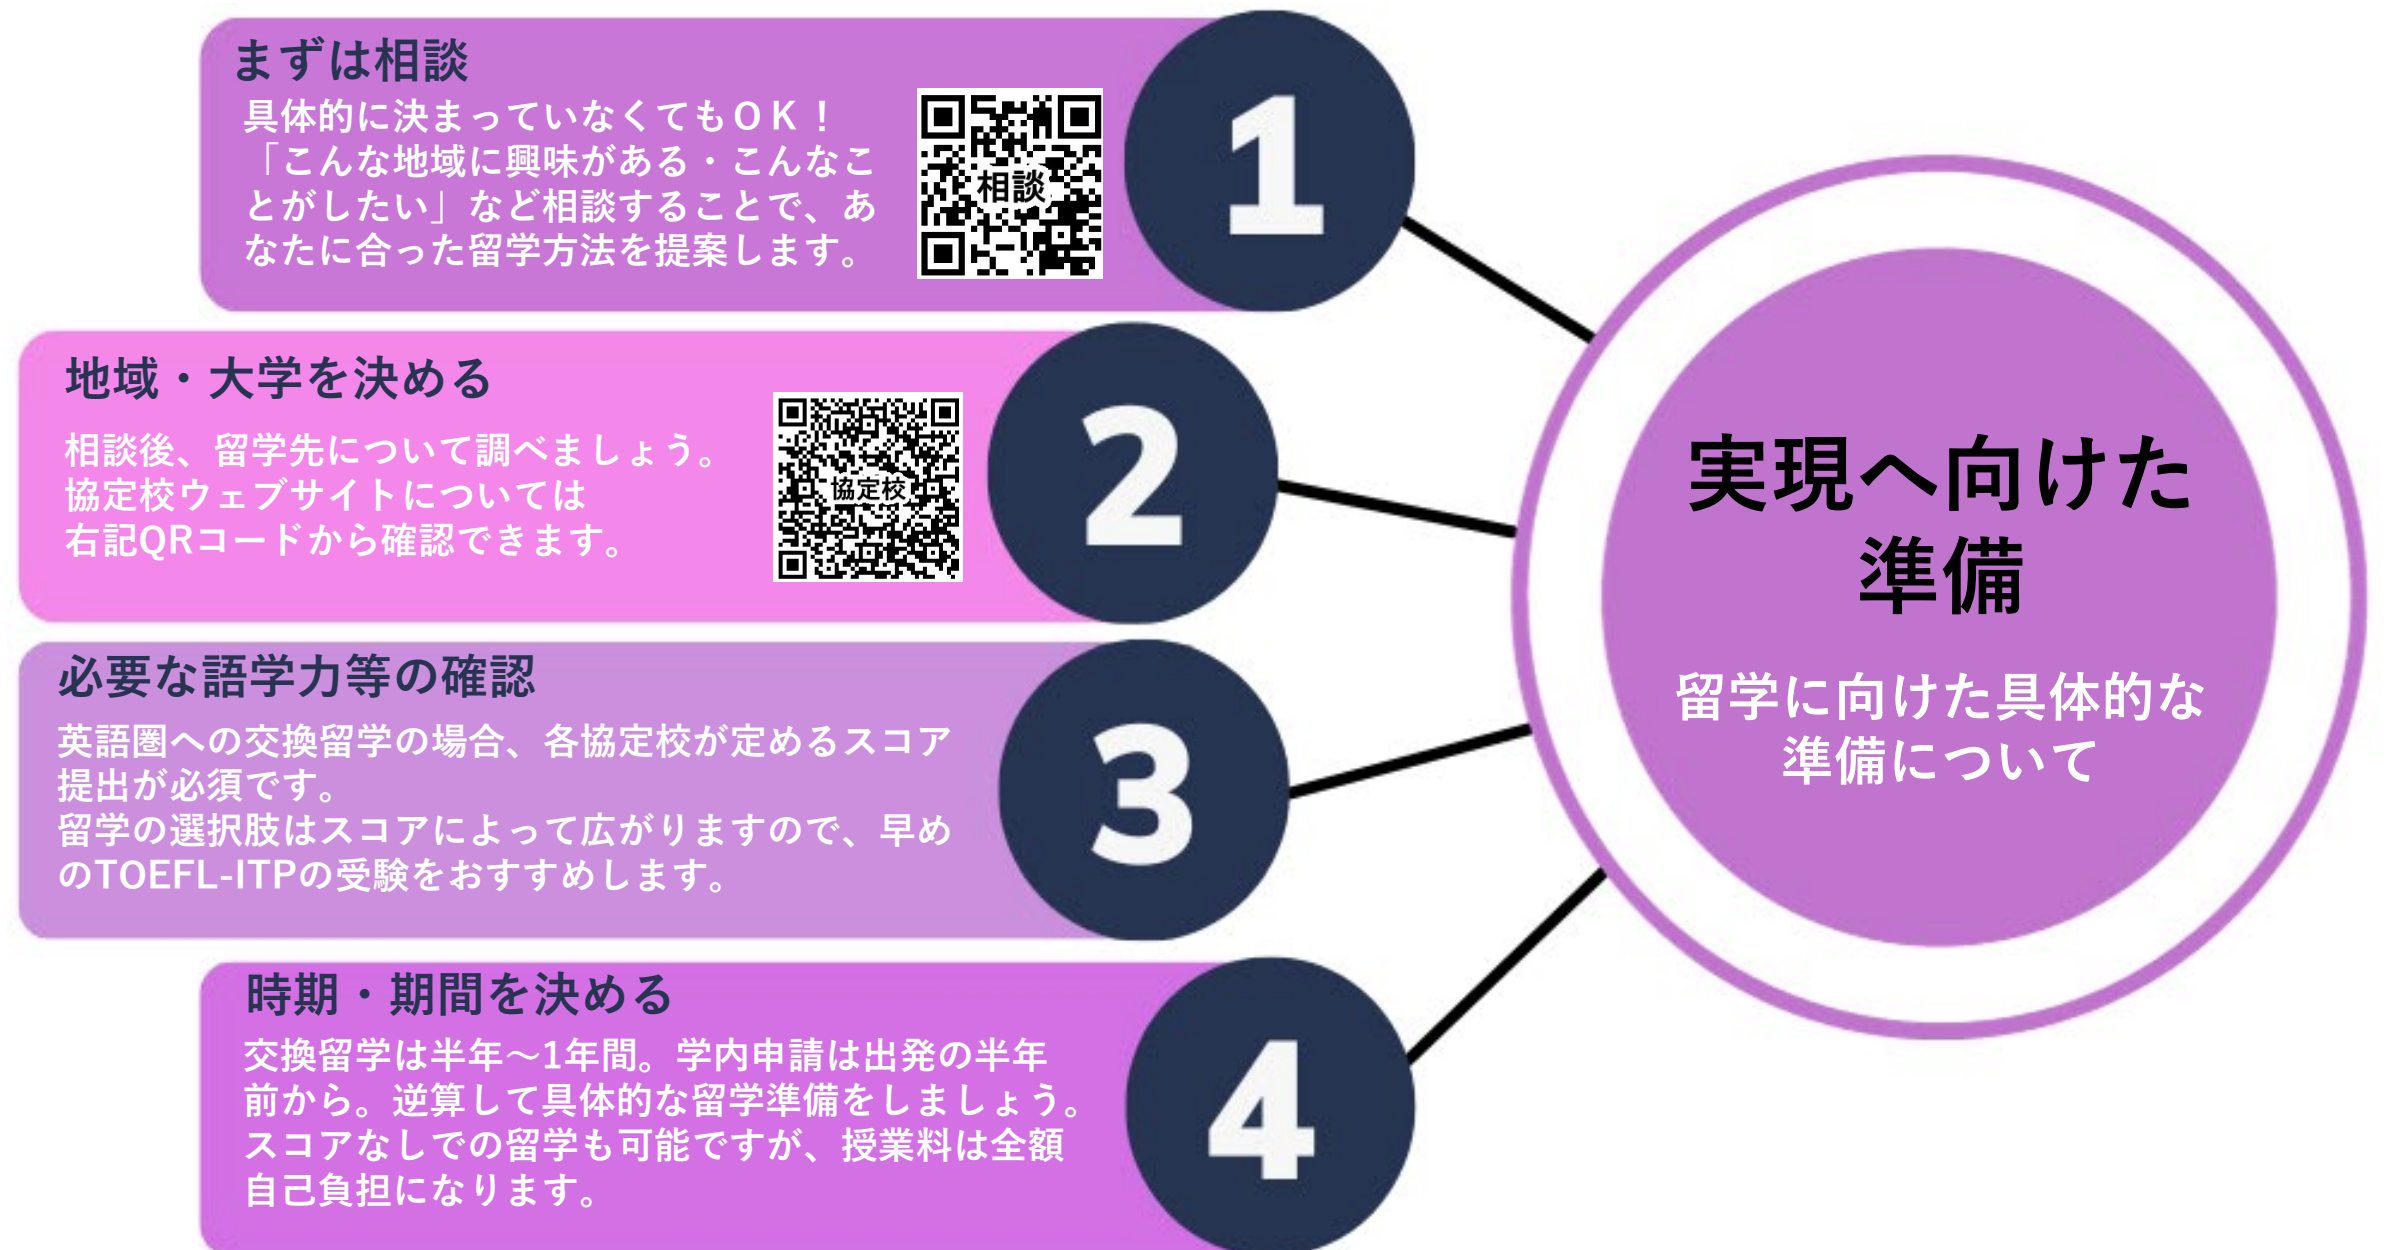 まずは相談
具体的に決まっていなくてもＯＫ！
「こんな地域に興味がある・こんなこ
とがしたい」など相談することで、あ
なたに合った留学方法を提案します。
相談
1
地域・大学を決める
相談後、留学先について調べましょう。
協定校ウェブサイトについては
右記QRコードから確認できます。
協定校
2
必要な語学力等の確認
英語圏への交換留学の場合、各協定校が定めるスコア
提出が必須です。
留学の選択肢はスコアによって広がりますので、早め
のTOEFL-ITPの受験をおすすめします。
3
時期・期間を決める
交換留学は半年～1年間。学内申請は出発の半年
前から。逆算して具体的な留学準備をしましょう。
スコアなしでの留学も可能ですが、授業料は全額
自己負担になります。
4
実現へ向けた
準備
留学に向けた具体的な
準備について